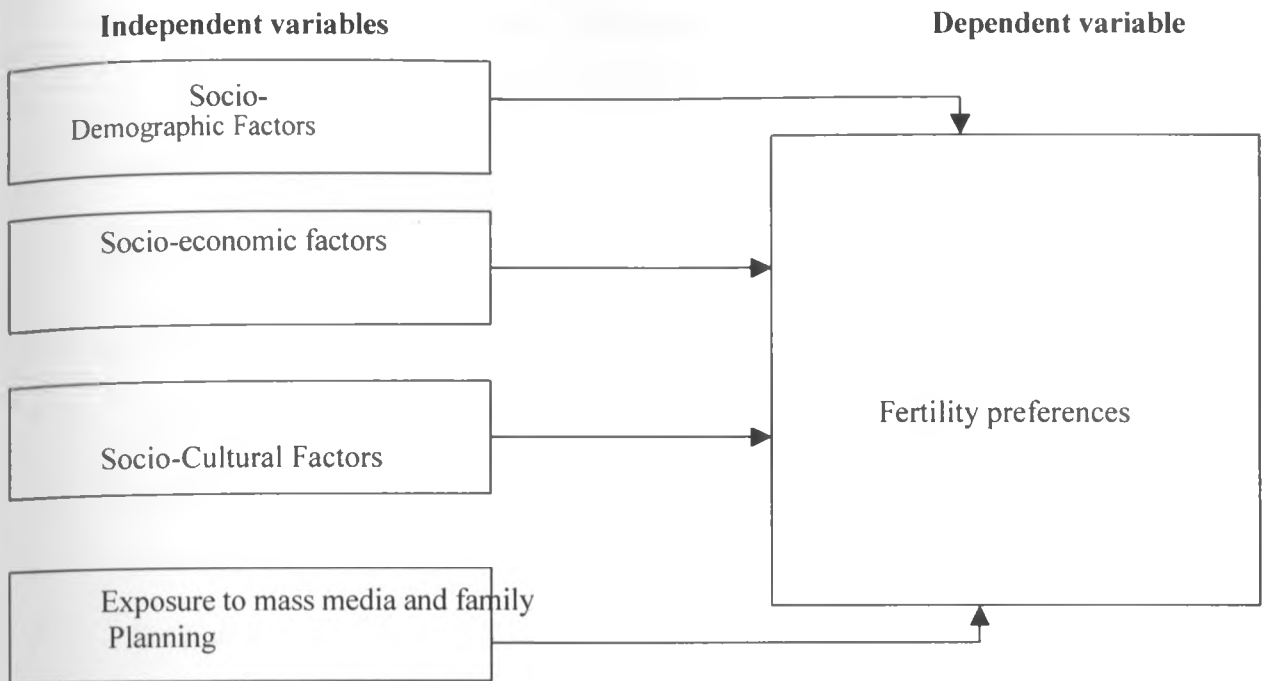 Independent variables
Dependent variable
Socio-
Demographic Factors
Socio-economic factors
Fertility preferences
Socio-Cultural Factors
Exposure to mass media and family
Planning